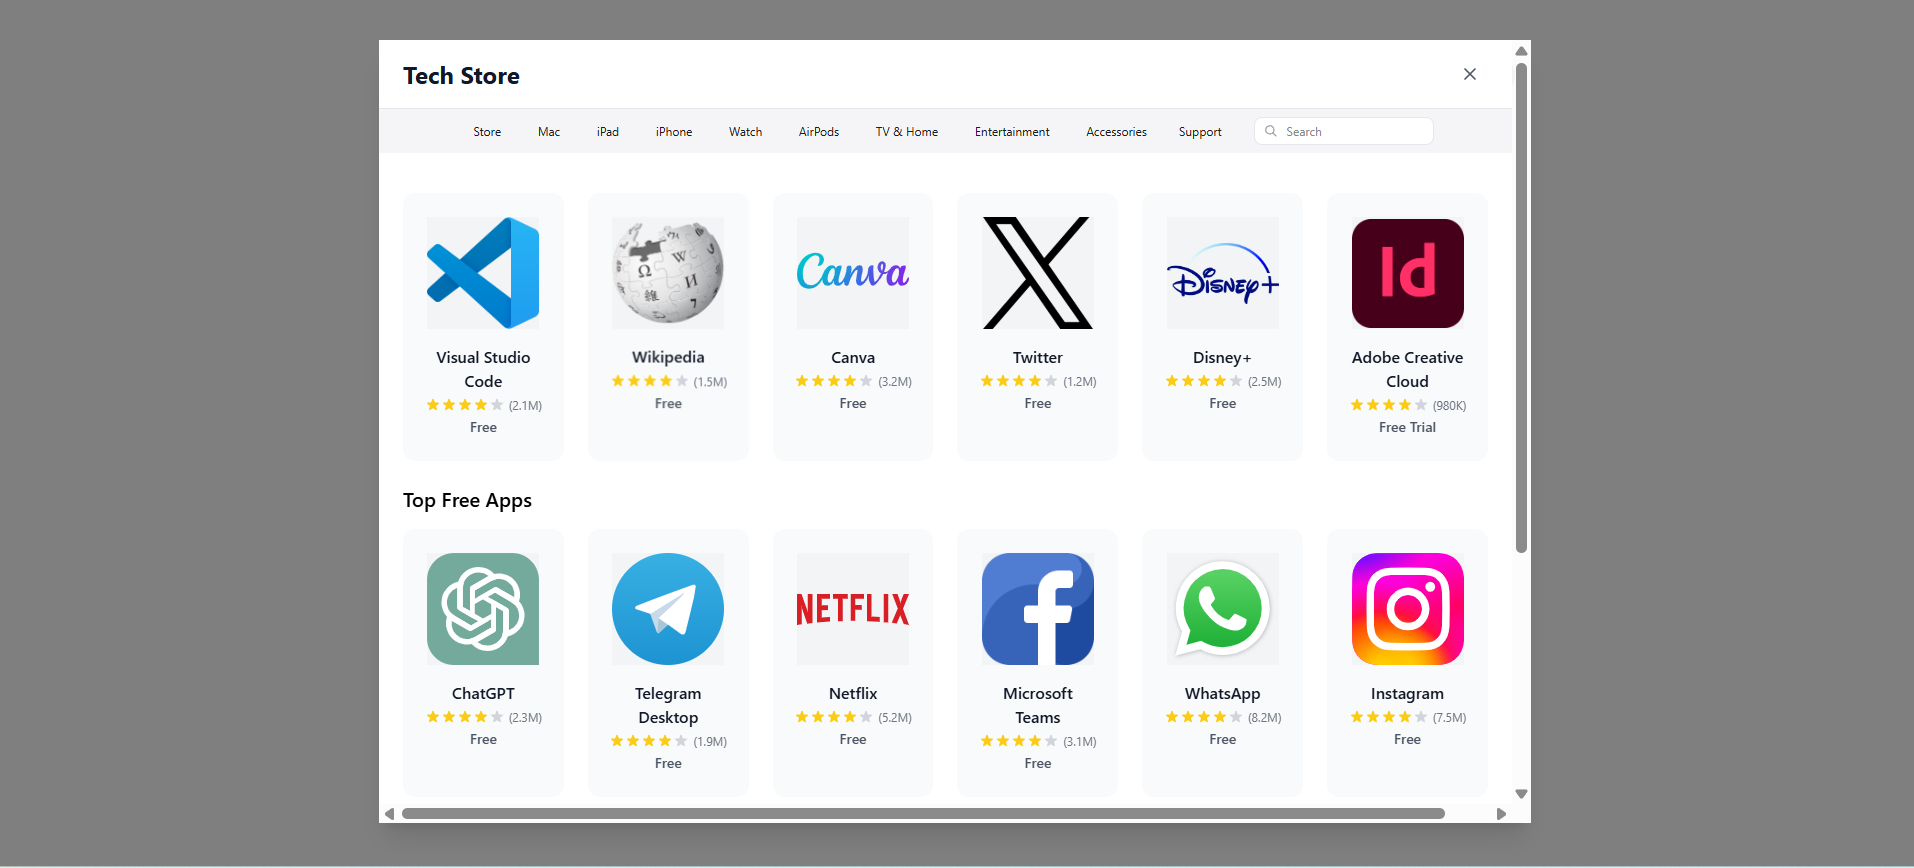 Tech Store
Store Mac iPad iPhone Watch AirPods TV & Home Entertainment Accessories Support Search
Canva
Disney+
Id
Visual Studio Code
(2.1M)
Free
Wikipedia
(1.5M)
Free
Canva
(3.2M)
Free
Twitter
(1.2M)
Free
Disney+
(2.5M)
Free
Adobe Creative Cloud
(980K)
Free Trial
Top Free Apps
NETFLIX
ChatGPT
(2.3M)
Free
Telegram Desktop
(1.9M)
Free
Netflix
(5.2M)
Free
Microsoft Teams
(3.1M)
Free
WhatsApp
(8.2M)
Free
Instagram
(7.5M)
Free